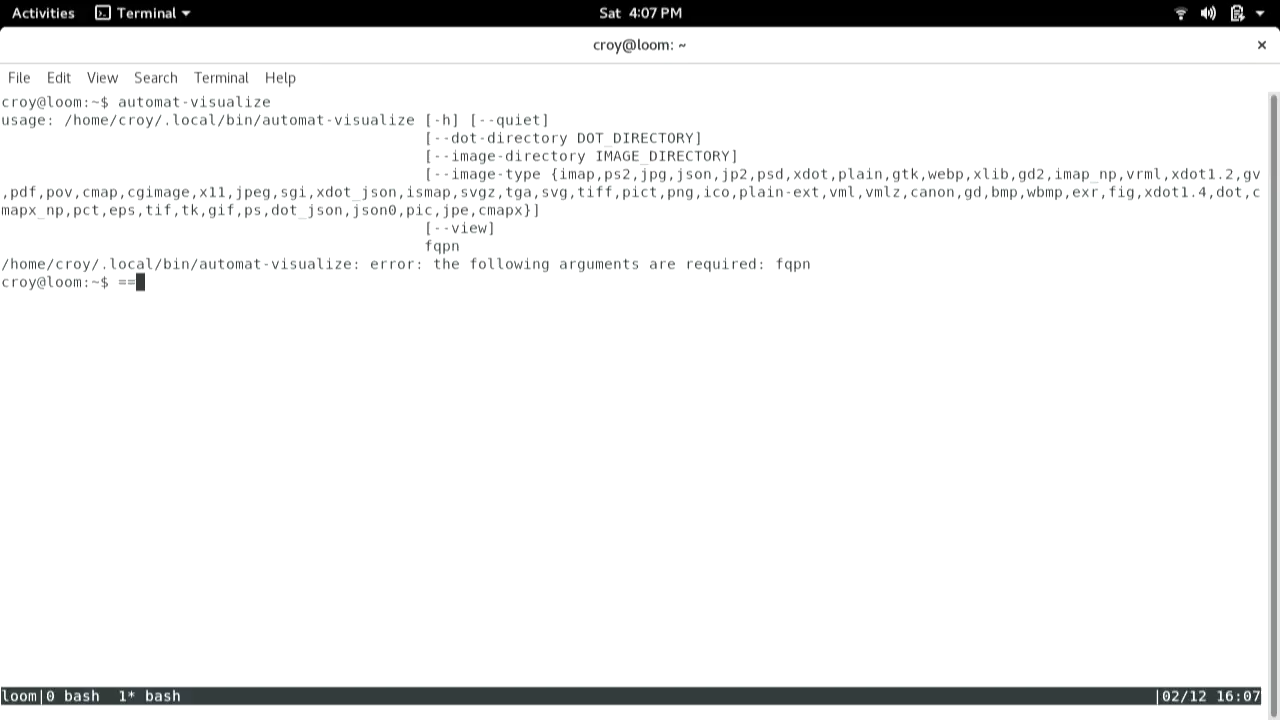 Activities Terminal Sat 4:07 PM
croy@loom: ~ ×
File Edit View Search Terminal Help
croy@loom:~$ automat-visualize
usage: /home/croy/.local/bin/automat-visualize [-h] [--quiet]
[--dot-directory DOT_DIRECTORY]
[--image-directory IMAGE_DIRECTORY]
[--image-type {imap,ps2,jpg,json,jp2,psd,xdot,plain,gtk,webp,xlib,gd2,imap_np,vrml,xdot1.2,gv
,pdf,pov,cmap,cgimage,x11,jpeg,sgi,xdot_json,ismap,svgz,tga,svg,tiff,pict,png,ico,plain-ext,vml,vmlz,canon,gd,bmp,wbmp,exr,fig,xdot1.4,dot,c
mapx_np,pct,eps,tif,tk,gif,ps,dot_json,json0,pic,jpe,cmapx}]
[--view]
fqpn
/home/croy/.local/bin/automat-visualize: error: the following arguments are required: fqpn
croy@loom:~$ ==
loom|0 bash 1* bash |02/12 16:07